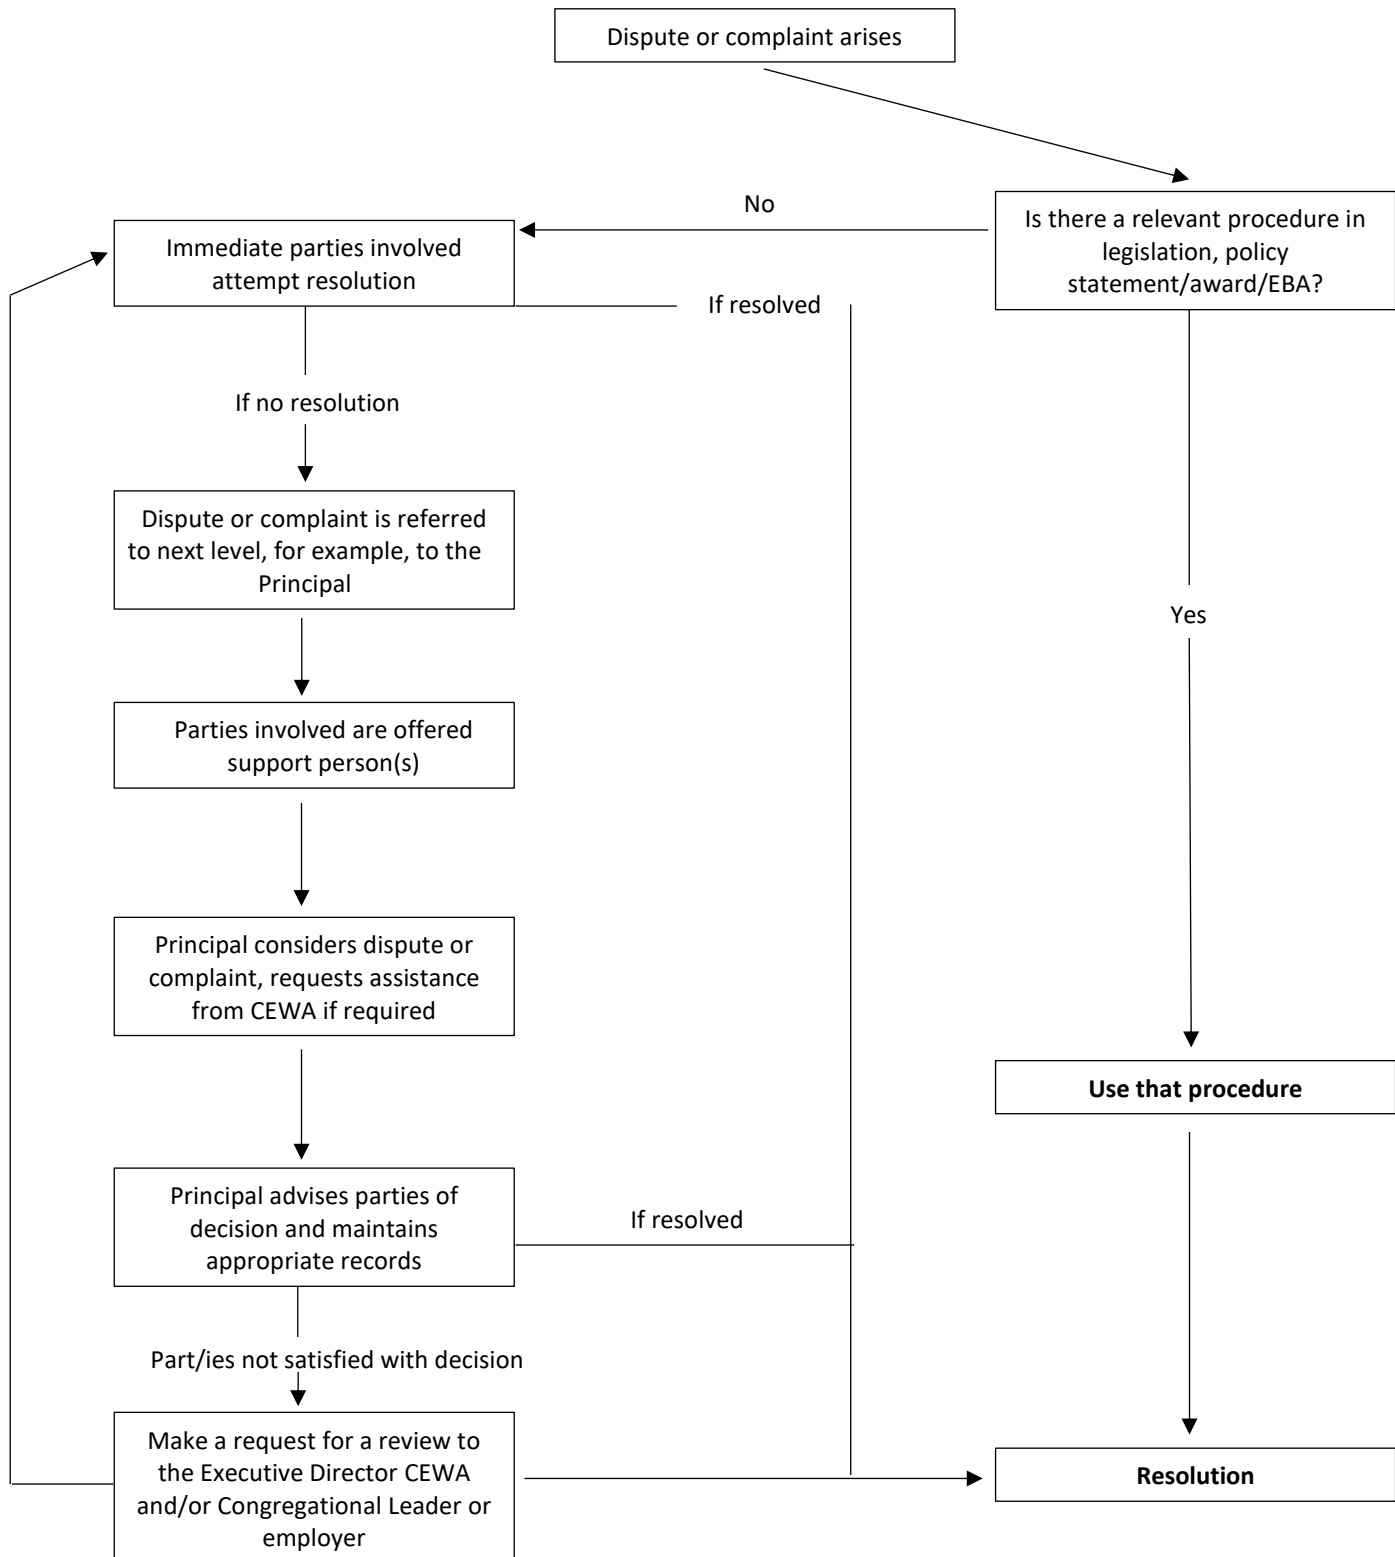 Dispute or complaint arises
No
Is there a relevant procedure in
legislation, policy
statement/award/EBA?
Immediate parties involved
attempt resolution
If resolved
If no resolution
Dispute or complaint is referred
to next level, for example, to the
Principal
Yes
Parties involved are offered
support person(s)
Principal considers dispute or
complaint, requests assistance
from CEWA if required
Use that procedure
Principal advises parties of
decision and maintains
appropriate records
If resolved
Part/ies not satisfied with decision
Make a request for a review to
the Executive Director CEWA
and/or Congregational Leader or
employer
Resolution